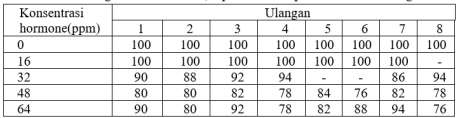 Konsentrasi hormone(ppm) Ulangan
1 2 3 4 5 6 7 8
0 100 100 100 100 100 100 100 100
16 100 100 100 100 100 100 100 -
32 90 88 92 94 - - 86 94
48 80 80 82 78 84 76 82 78
64 90 80 92 78 82 88 94 76